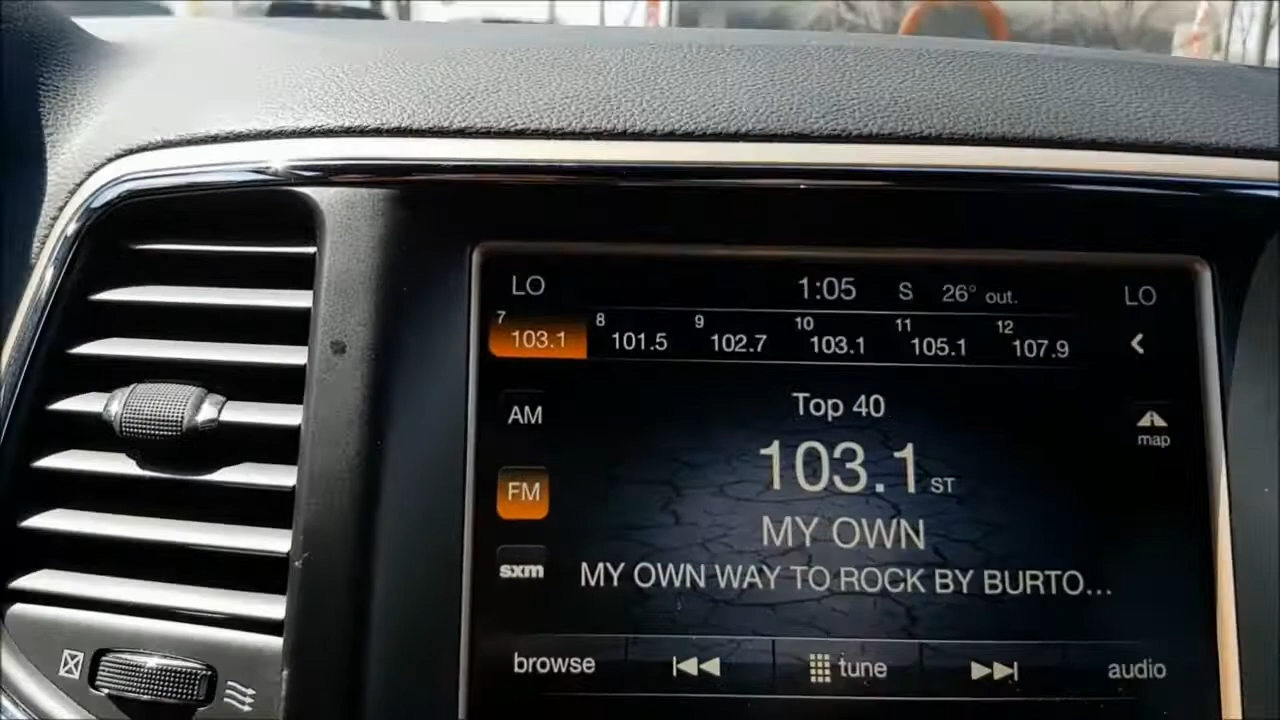 LO 1:05 S 26° out. LO
7 103.1 8 101.5 9 102.7 10 103.1 11 105.1 12 107.9
Top 40
AM
map
103.1 ST
FM
MY OWN
sxm
MY OWN WAY TO ROCK BY BURTO...
browse tune audio